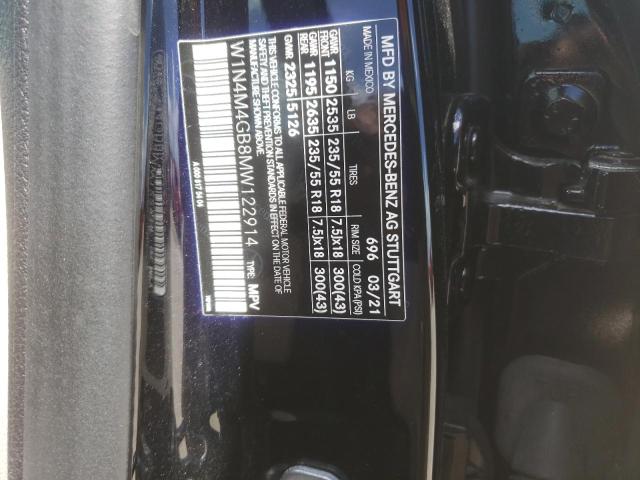 MFD BY MERCEDES-BENZ AG STUTTGART
MADE IN MEXICO 696 03/21
KG LB TIRES RIM SIZE COLD KPA(PSI)
GAWR FRONT 1150 2535 235/55 R18 7.5Jx18 300(43)
GAWR REAR 1195 2635 235/55 R18 7.5Jx18 300(43)
GVWR 2325 5126
THIS VEHICLE CONFORMS TO ALL APPLICABLE FEDERAL MOTOR VEHICLE
SAFETY AND THEFT PREVENTION STANDARDS IN EFFECT ON THE DATE OF
W1N4M4GB8MW122914 TYPE: MPV